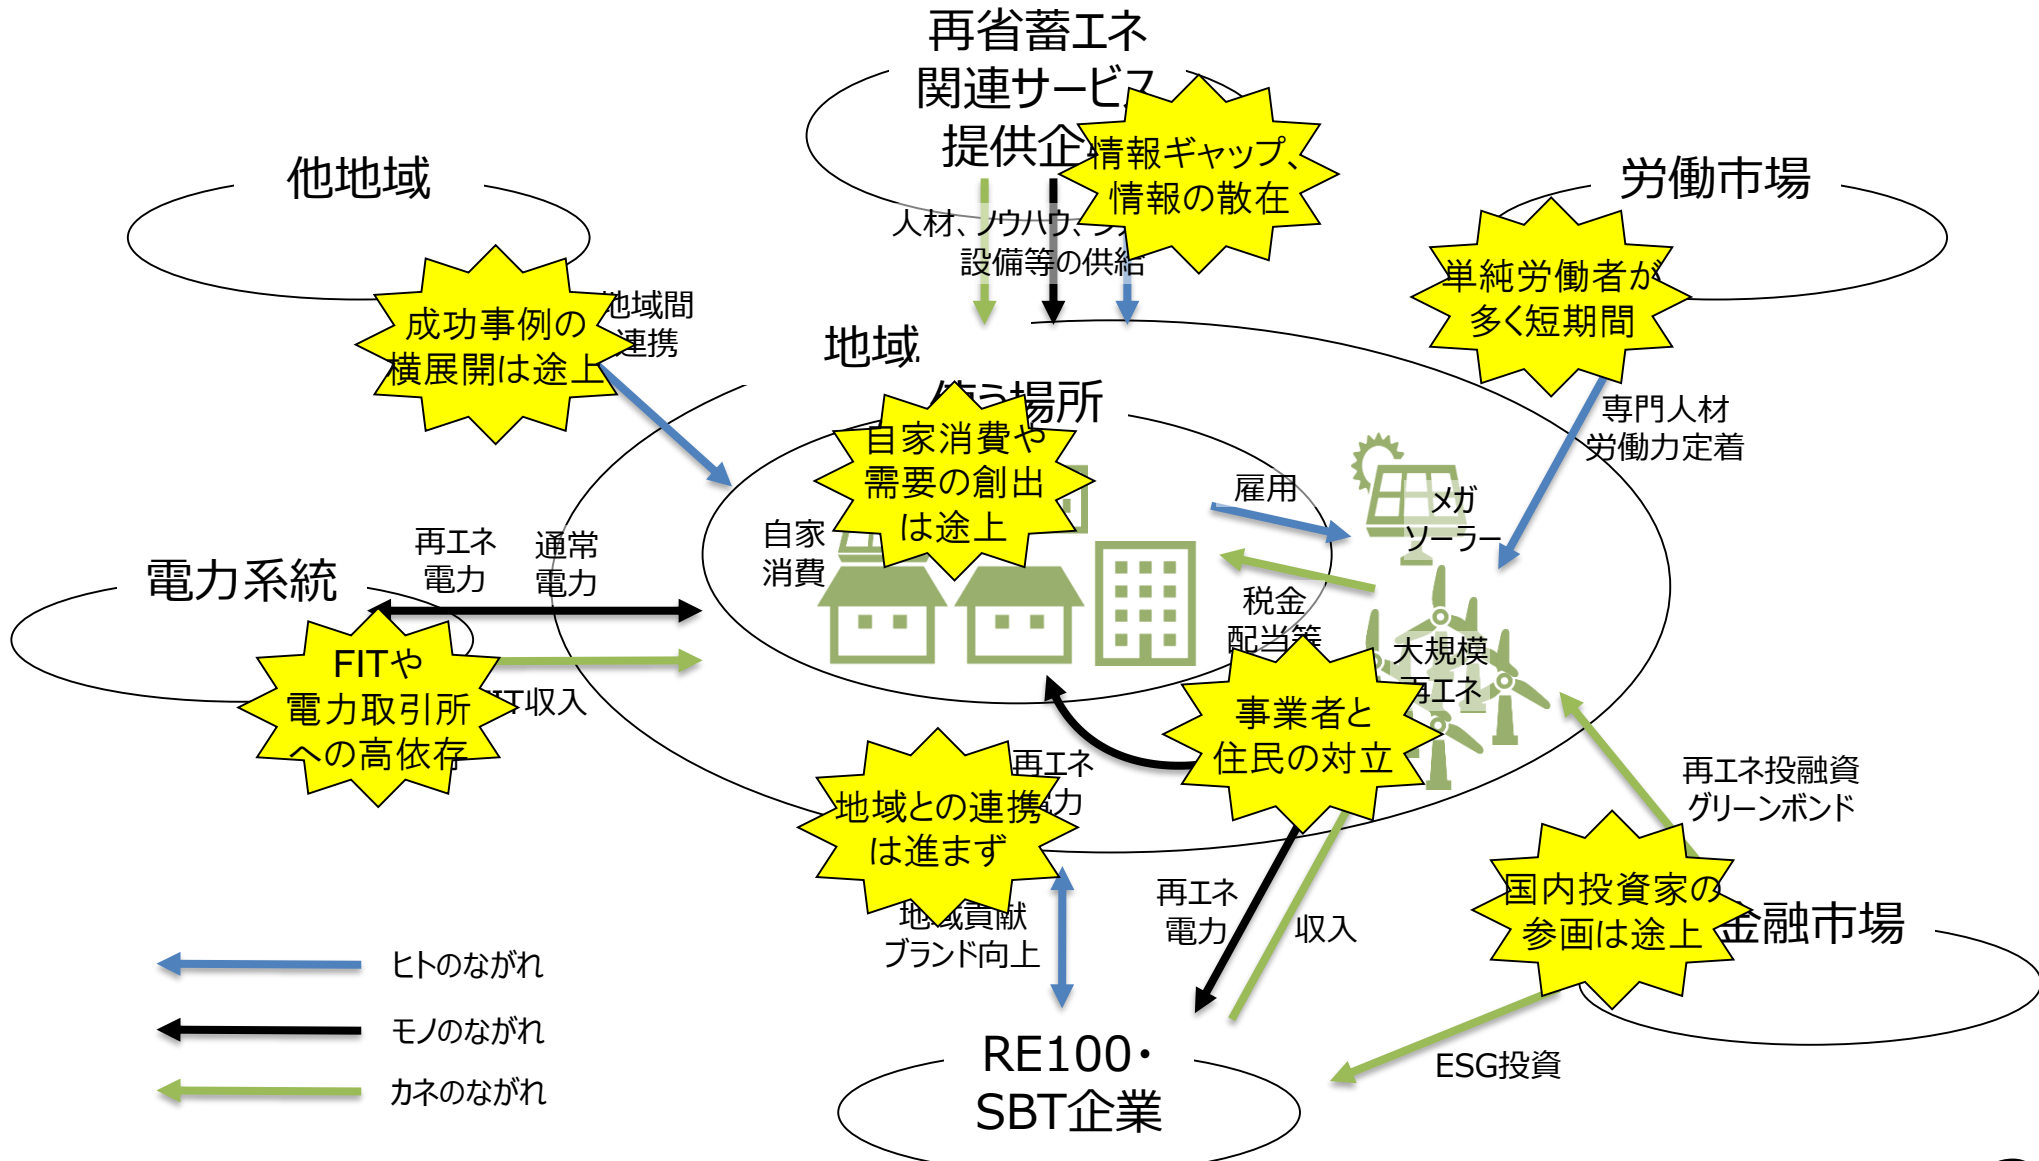 再省蓄エネ
関連サービス
提供企
情報ギャップ、
情報の散在
人材、ノウハウ、
設備等の供給
他地域
成功事例の
横展開は途上
地域間
連携
労働市場
単純労働者が
多く短期間
専門人材
労働力定着
地域
使う場所
自家消費や
需要の創出
は途上
自家
消費
雇用
税金
配当等
メガ
ソーラー
大規模
再エネ
事業者と
住民の対立
再エネ
電力
通常
電力
電力系統
FITや
電力取引所
への高依存
FIT収入
再エネ
電力
地域との連携
は進まず
地域貢献
ブランド向上
再エネ
電力
収入
再エネ投融資
グリーンボンド
国内投資家の
参画は途上
金融市場
ESG投資
RE100・
SBT企業
ヒトのながれ
モノのながれ
カネのながれ